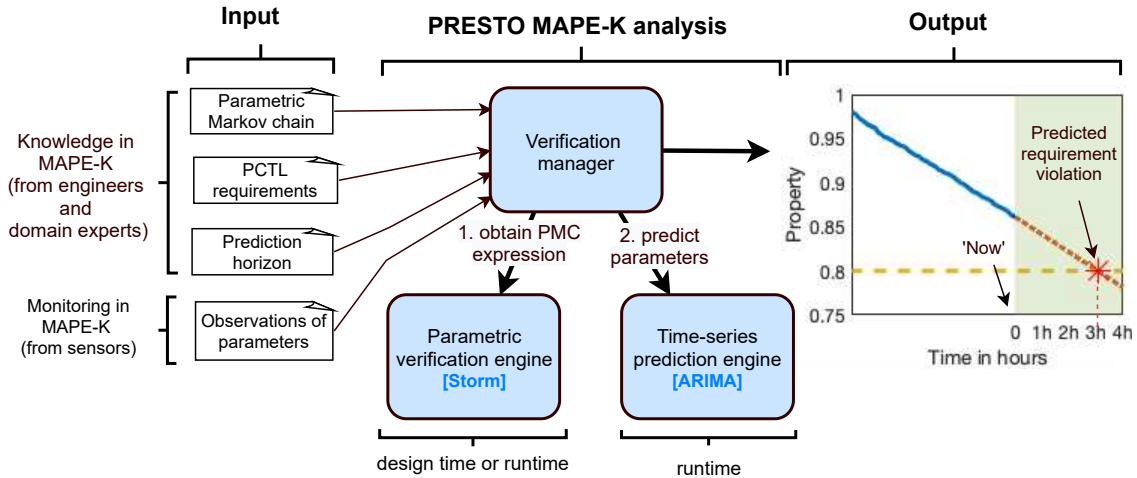 Input
PRESTO MAPE-K analysis
Output
Knowledge in
MAPE-K
(from engineers
and
domain experts)
Monitoring in
MAPE-K
(from sensors)
Parametric
Markov chain
PCTL
requirements
Prediction
horizon
Observations of
parameters
Verification
manager
1. obtain PMC
expression
2. predict
parameters
Parametric
verification engine
[Storm]
Time-series
prediction engine
[ARIMA]
design time or runtime
runtime
Property
1
0.95
0.9
0.85
0.8
0.75
Predicted
requirement
violation
'Now'
0 1h 2h 3h 4h
Time in hours